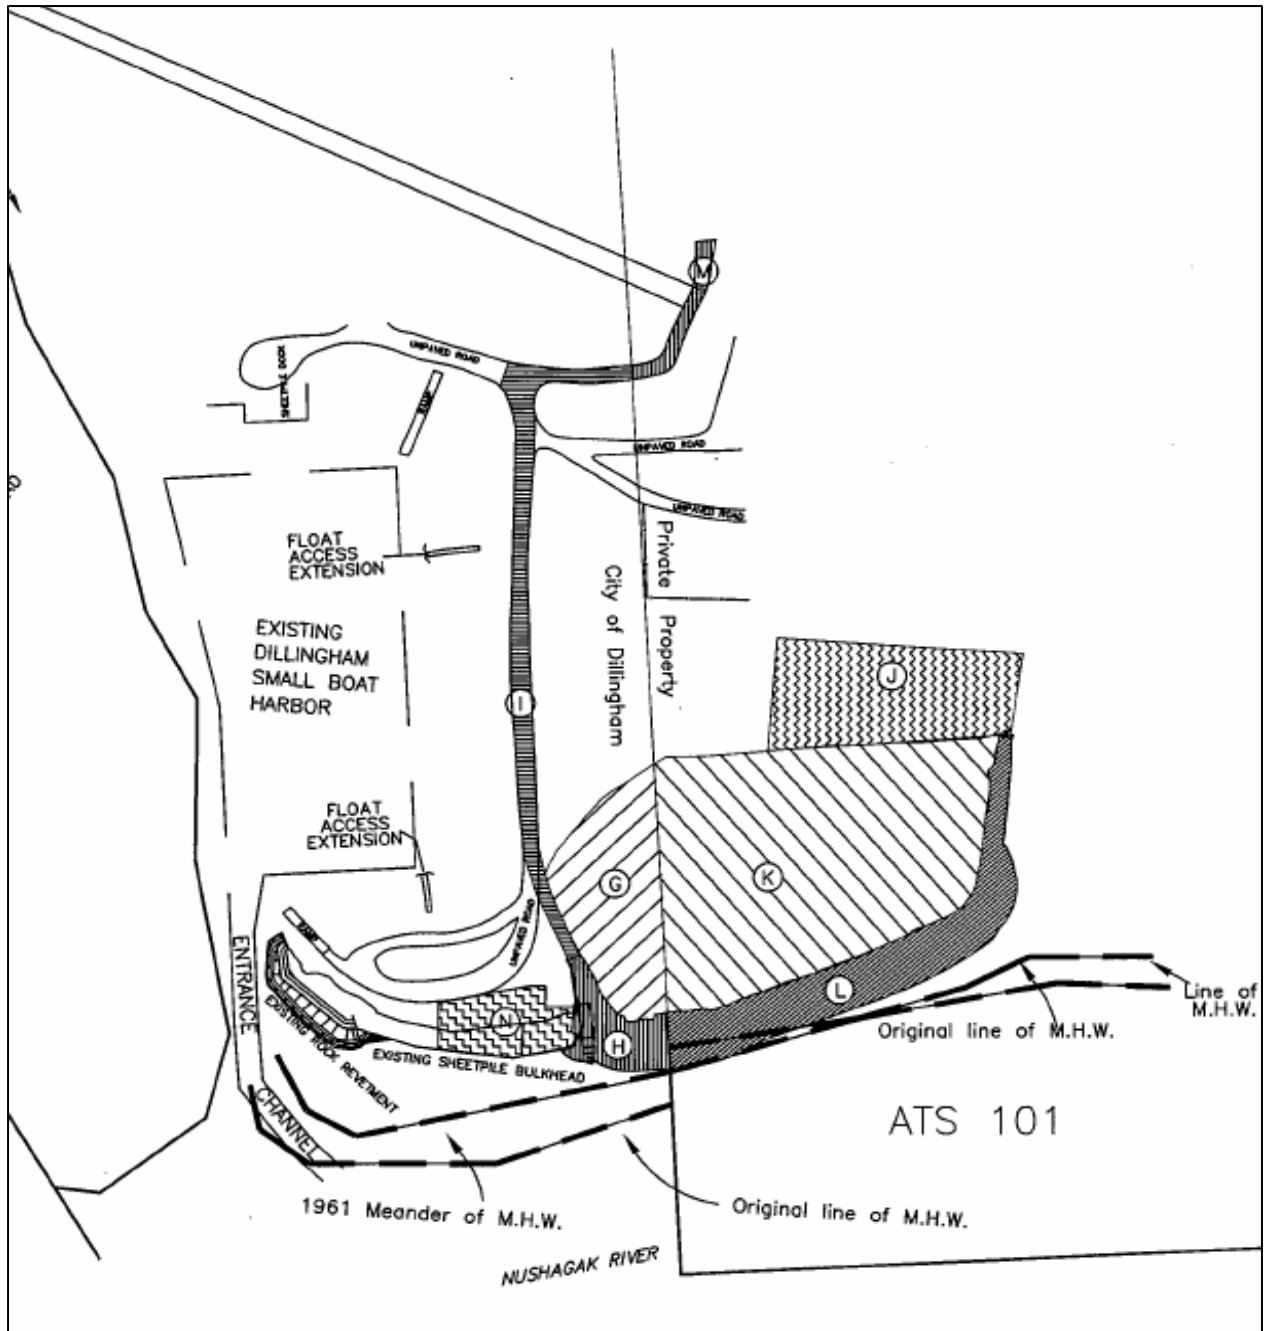 M
UNPAVED ROAD
SHEETPILE DOCK
RAMP
UNPAVED ROAD
UNPAVED ROAD
Private
Property
City of Dillingham
FLOAT
ACCESS
EXTENSION
EXISTING
DILLINGHAM
SMALL BOAT
HARBOR
I
J
FLOAT
ACCESS
EXTENSION
G
K
UNPAVED ROAD
RAMP
ENTRANCE
CHANNEL
L
N
H
EXISTING ROCK REVETMENT
EXISTING SHEETPILE BULKHEAD
Line of
M.H.W.
Original line of M.H.W.
ATS 101
1961 Meander of M.H.W.
Original line of M.H.W.
NUSHAGAK RIVER